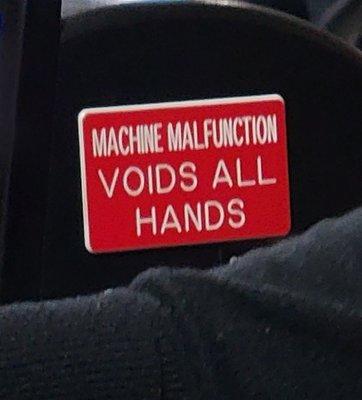 MACHINE MALFUNCTION
VOIDS ALL
HANDS